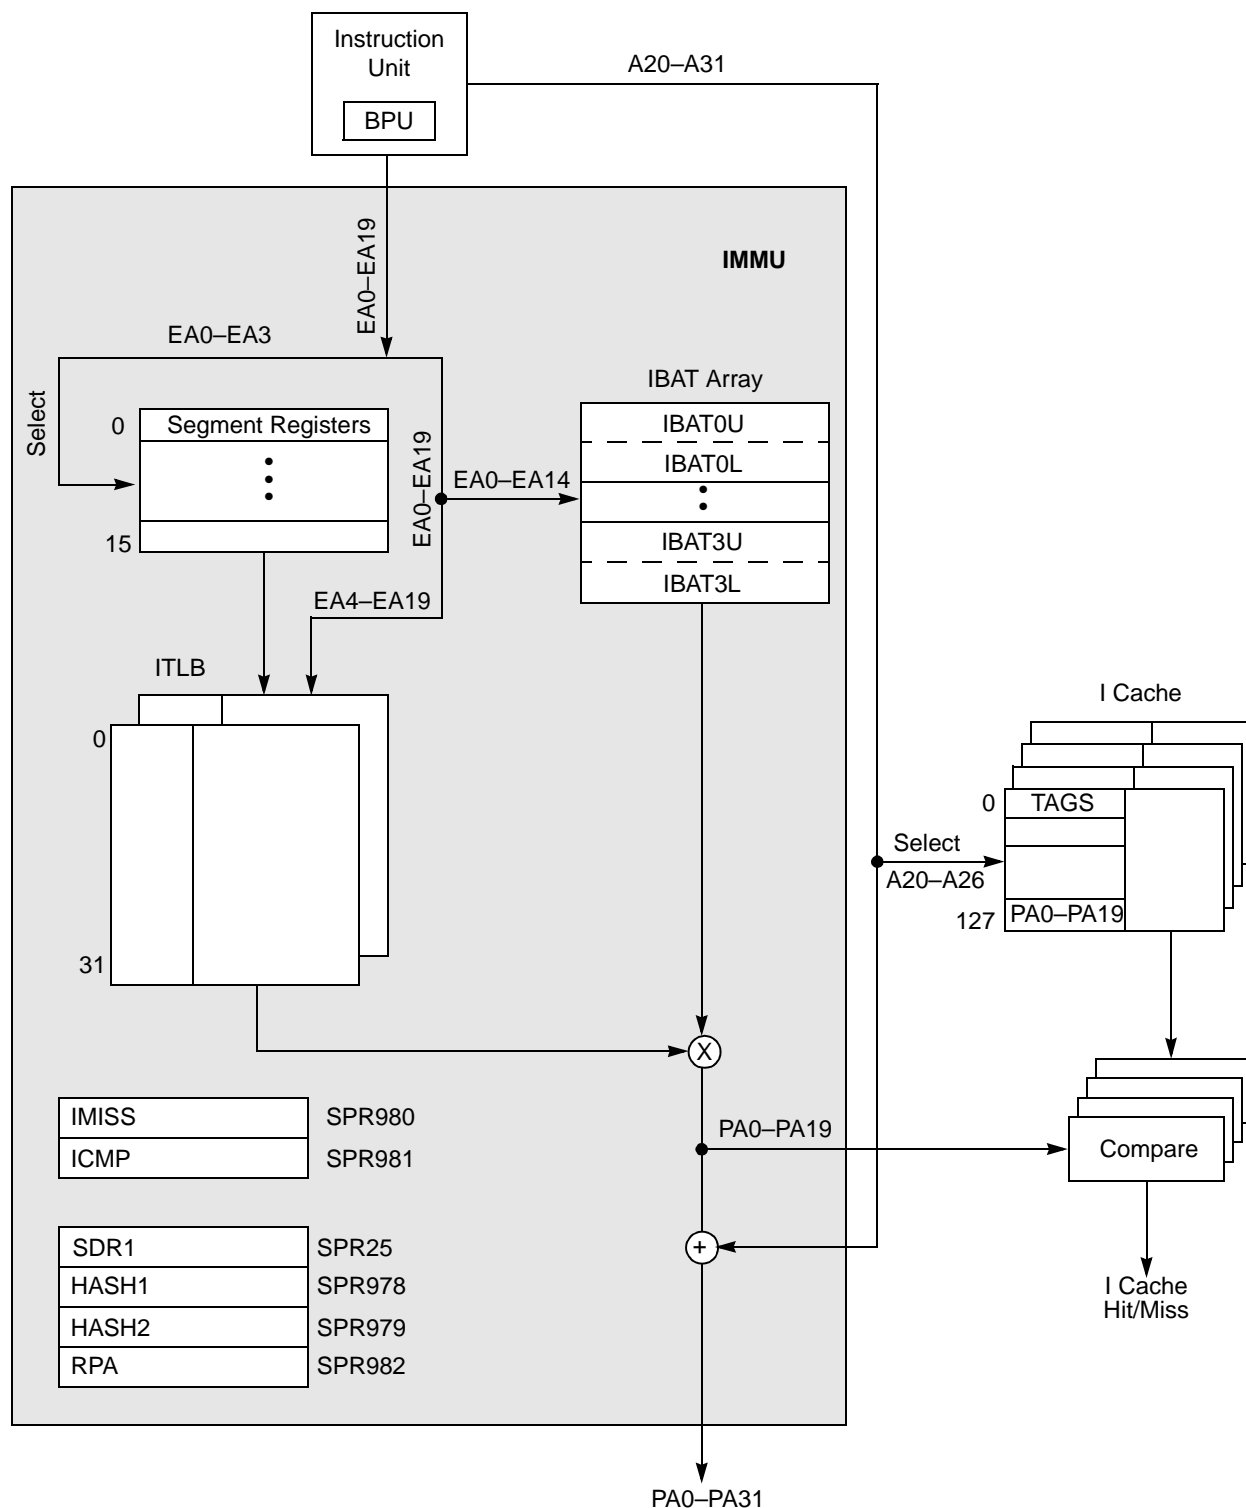 Instruction
Unit
BPU
A20–A31
EA0–EA19
IMMU
EA0–EA3
Select
0
Segment Registers
15
EA0–EA19
EA0–EA14
IBAT Array
IBAT0U
IBAT0L
IBAT3U
IBAT3L
EA4–EA19
ITLB
0
31
I Cache
0
TAGS
Select
A20–A26
127
PA0–PA19
X
IMISS
SPR980
ICMP
SPR981
PA0–PA19
Compare
SDR1
SPR25
+
HASH1
SPR978
HASH2
SPR979
RPA
SPR982
I Cache
Hit/Miss
PA0–PA31